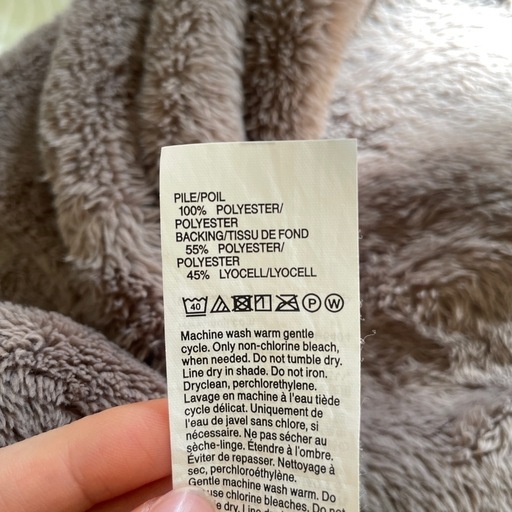 PILE/POIL
100% POLYESTER/
POLYESTER
BACKING/TISSU DE FOND
55% POLYESTER/
POLYESTER
45% LYOCELL/LYOCELL
40 P W
Machine wash warm gentle
cycle. Only non-chlorine bleach,
when needed. Do not tumble dry.
Line dry in shade. Do not iron.
Dryclean, perchlorethylene.
Lavage en machine à l'eau tiède
cycle délicat. Uniquement de
l'eau de javel sans chlore, si
nécessaire. Ne pas sécher au
sèche-linge. Étendre à l'ombre.
Éviter de repasser. Nettoyage à
sec, perchloroéthylène.
Gentle machine wash warm. Do
use chlorine bleaches. Do not
dry. Line